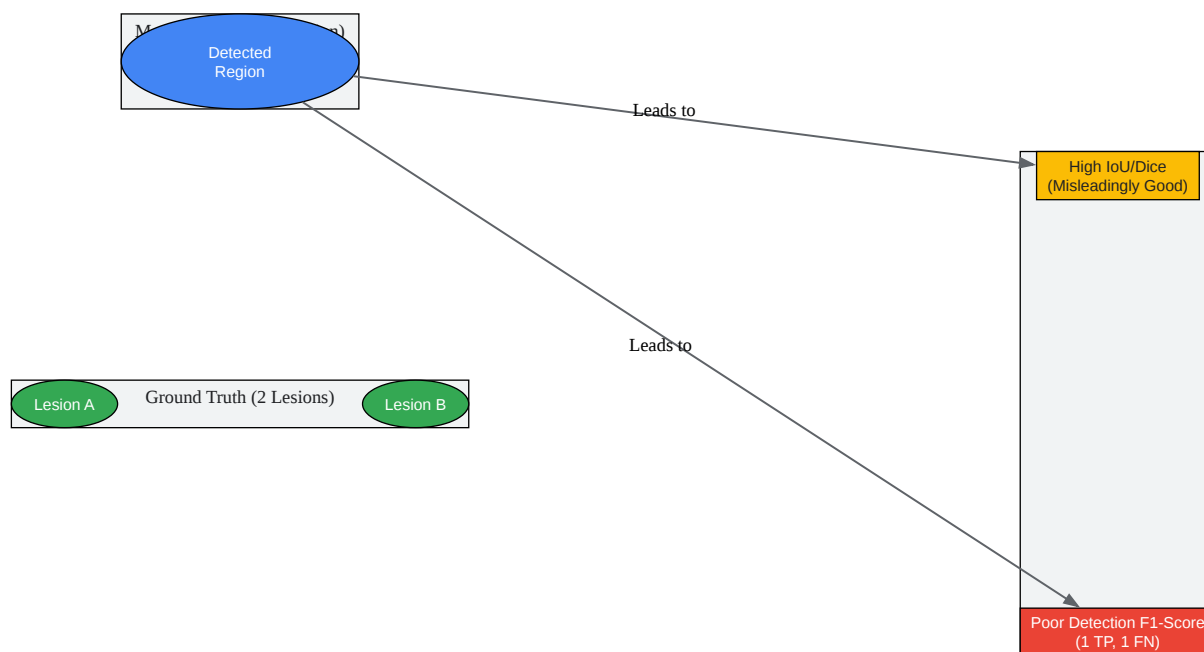 Detected
Region
Leads to
High IoU/Dice
(Misleadingly Good)
Leads to
Lesion A
Ground Truth (2 Lesions)
Lesion B
Poor Detection F1-Score
(1 TP, 1 FN)